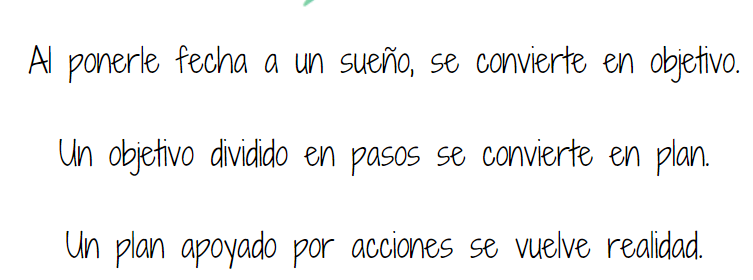 Al ponerle fecha a un sueño, se convierte en objetivo.
Un objetivo dividido en pasos se convierte en plan.
Un plan apoyado por acciones se vuelve realidad.